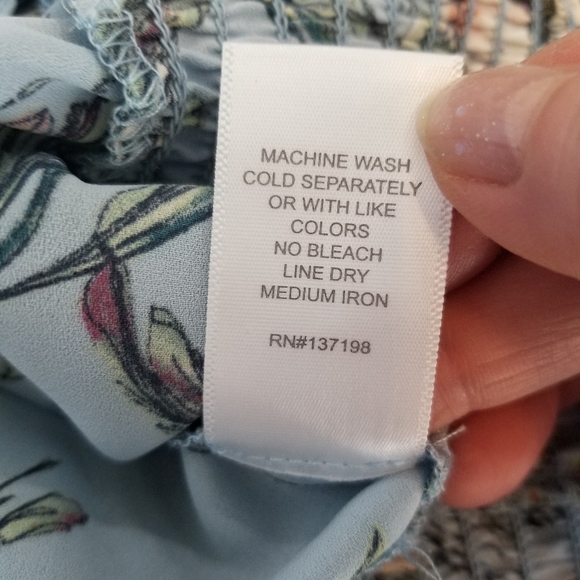 MACHINE WASH
COLD SEPARATELY
OR WITH LIKE
COLORS
NO BLEACH
LINE DRY
MEDIUM IRON
RN#137198